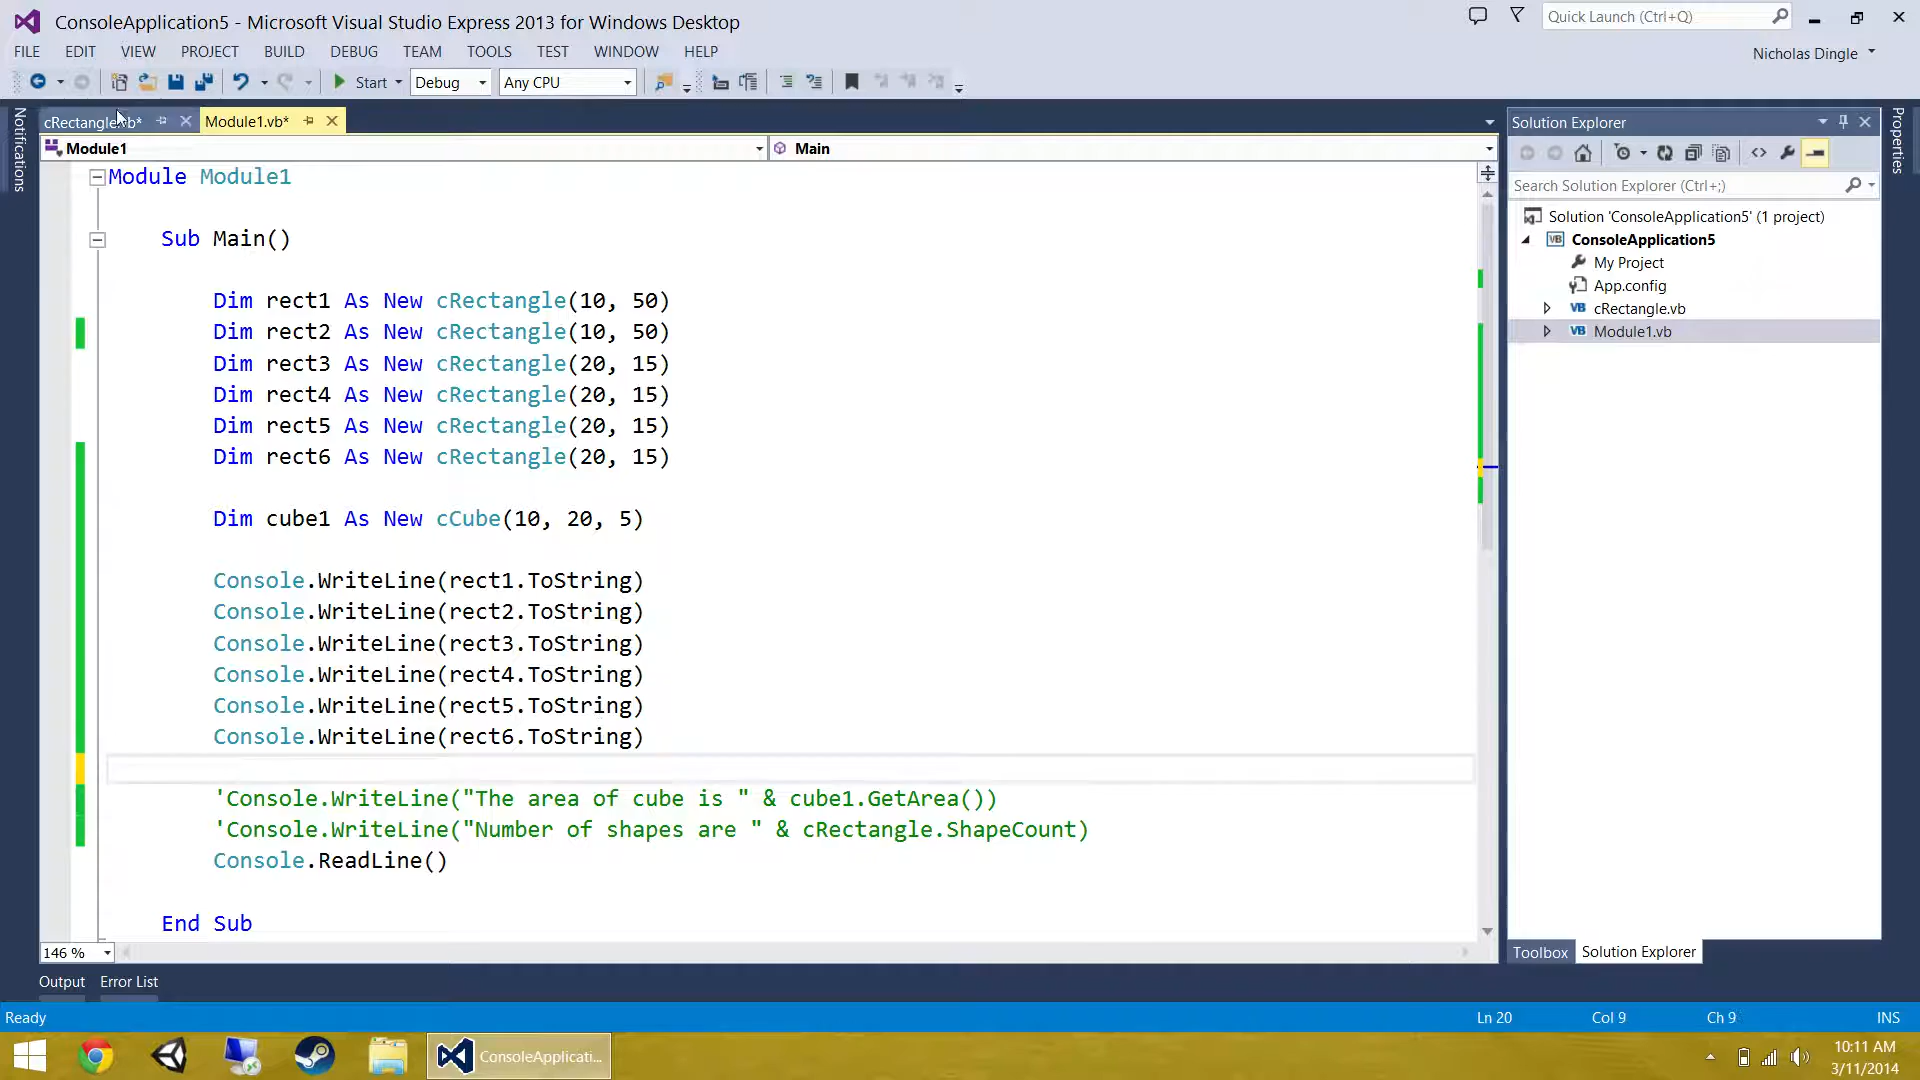 ConsoleApplication5 - Microsoft Visual Studio Express 2013 for Windows Desktop
Quick Launch (Ctrl+Q)
FILE EDIT VIEW PROJECT BUILD DEBUG TEAM TOOLS TEST WINDOW HELP
Nicholas Dingle
Start Debug Any CPU
Notifications
cRectangle.vb* Module1.vb*
Module1 Main
Module Module1
Sub Main()
Dim rect1 As New cRectangle(10, 50)
Dim rect2 As New cRectangle(10, 50)
Dim rect3 As New cRectangle(20, 15)
Dim rect4 As New cRectangle(20, 15)
Dim rect5 As New cRectangle(20, 15)
Dim rect6 As New cRectangle(20, 15)
Dim cube1 As New cCube(10, 20, 5)
Console.WriteLine(rect1.ToString)
Console.WriteLine(rect2.ToString)
Console.WriteLine(rect3.ToString)
Console.WriteLine(rect4.ToString)
Console.WriteLine(rect5.ToString)
Console.WriteLine(rect6.ToString)
'Console.WriteLine("The area of cube is " & cube1.GetArea())
'Console.WriteLine("Number of shapes are " & cRectangle.ShapeCount)
Console.ReadLine()
End Sub
146 %
Solution Explorer
Search Solution Explorer (Ctrl+;)
Solution 'ConsoleApplication5' (1 project)
VB ConsoleApplication5
My Project
App.config
VB cRectangle.vb
VB Module1.vb
Toolbox Solution Explorer
Properties
Output Error List
Ready Ln 20 Col 9 Ch 9 INS
ConsoleApplicati...
10:11 AM
3/11/2014